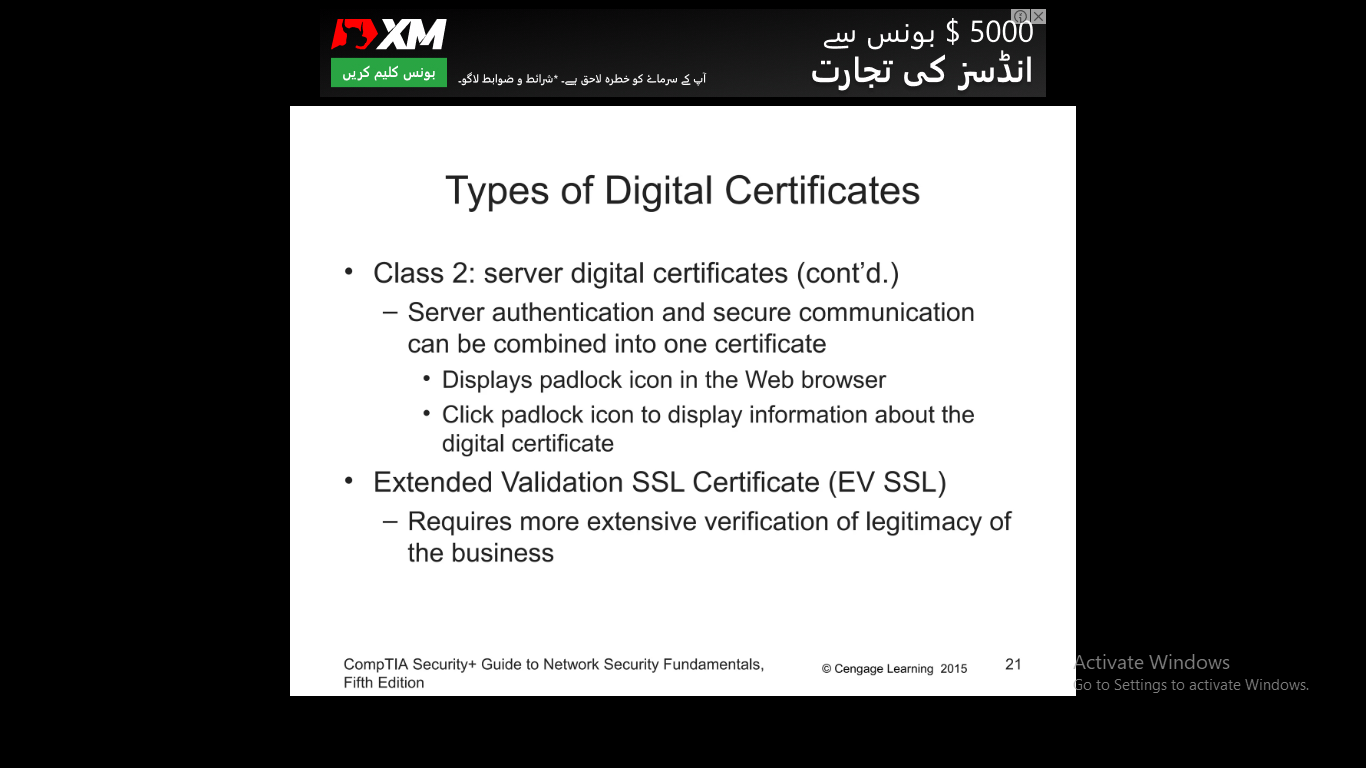 XM
5000 $ بونس سے
انڈسز کی تجارت
بونس کلیم کریں
آپ کے سرمائے کو خطرہ لاحق ہے۔ *شرائط و ضوابط لاگو۔
Types of Digital Certificates
• Class 2: server digital certificates (cont’d.)
– Server authentication and secure communication
can be combined into one certificate
• Displays padlock icon in the Web browser
• Click padlock icon to display information about the
digital certificate
• Extended Validation SSL Certificate (EV SSL)
– Requires more extensive verification of legitimacy of
the business
CompTIA Security+ Guide to Network Security Fundamentals,
Fifth Edition
© Cengage Learning 2015
21
Activate Windows
Go to Settings to activate Windows.